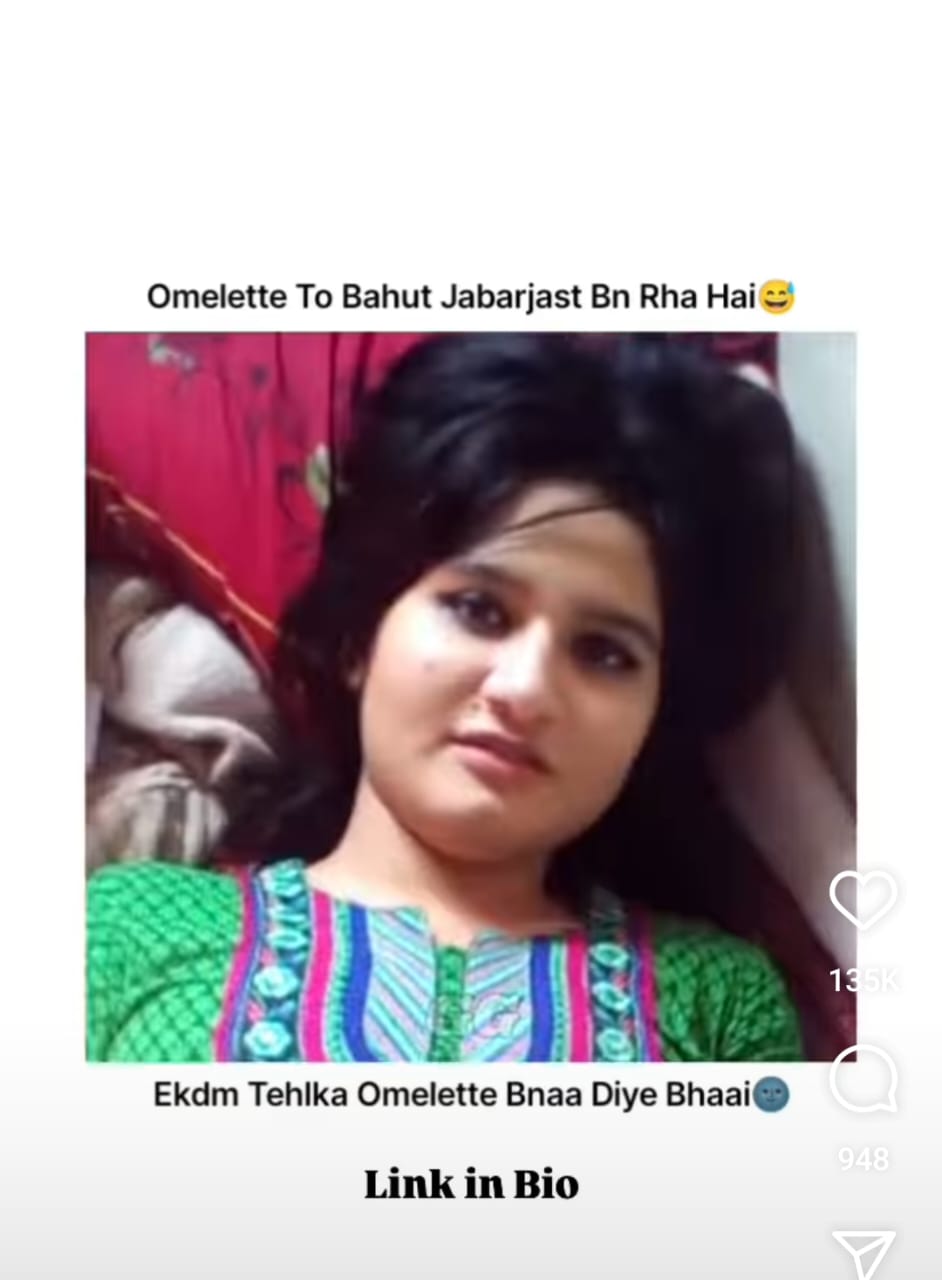 Omelette To Bahut Jabarjast Bn Rha Hai😅
135K
Ekdm Tehlka Omelette Bnaa Diye Bhaai🌚
948
Link in Bio